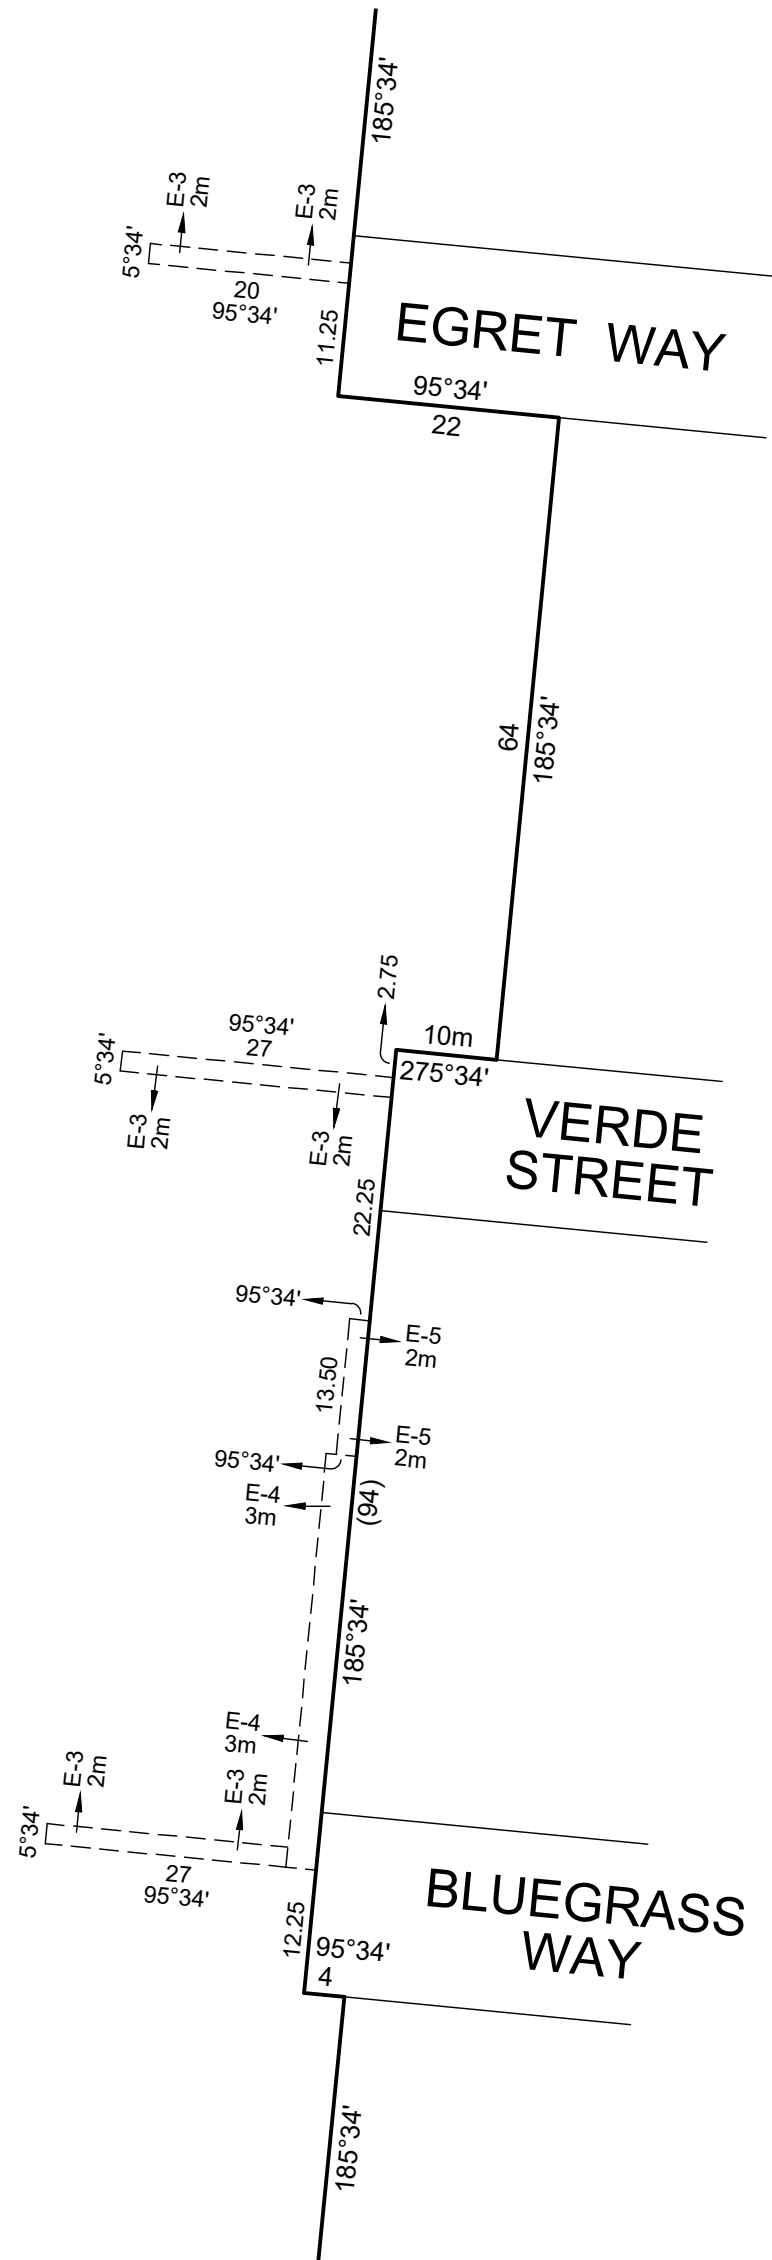 185°34'
E-3
2m
E-3
2m
5°34'
20
95°34'
11.25
EGRET WAY
95°34'
22
64
185°34'
2.75
95°34'
27
5°34'
10m
275°34'
E-3
2m
E-3
2m
VERDE
STREET
22.25
95°34'
E-5
2m
13.50
E-5
2m
95°34'
E-4
3m
(94)
185°34'
E-4
3m
E-3
2m
E-3
2m
5°34'
27
95°34'
BLUEGRASS
WAY
12.25
95°34'
4
185°34'